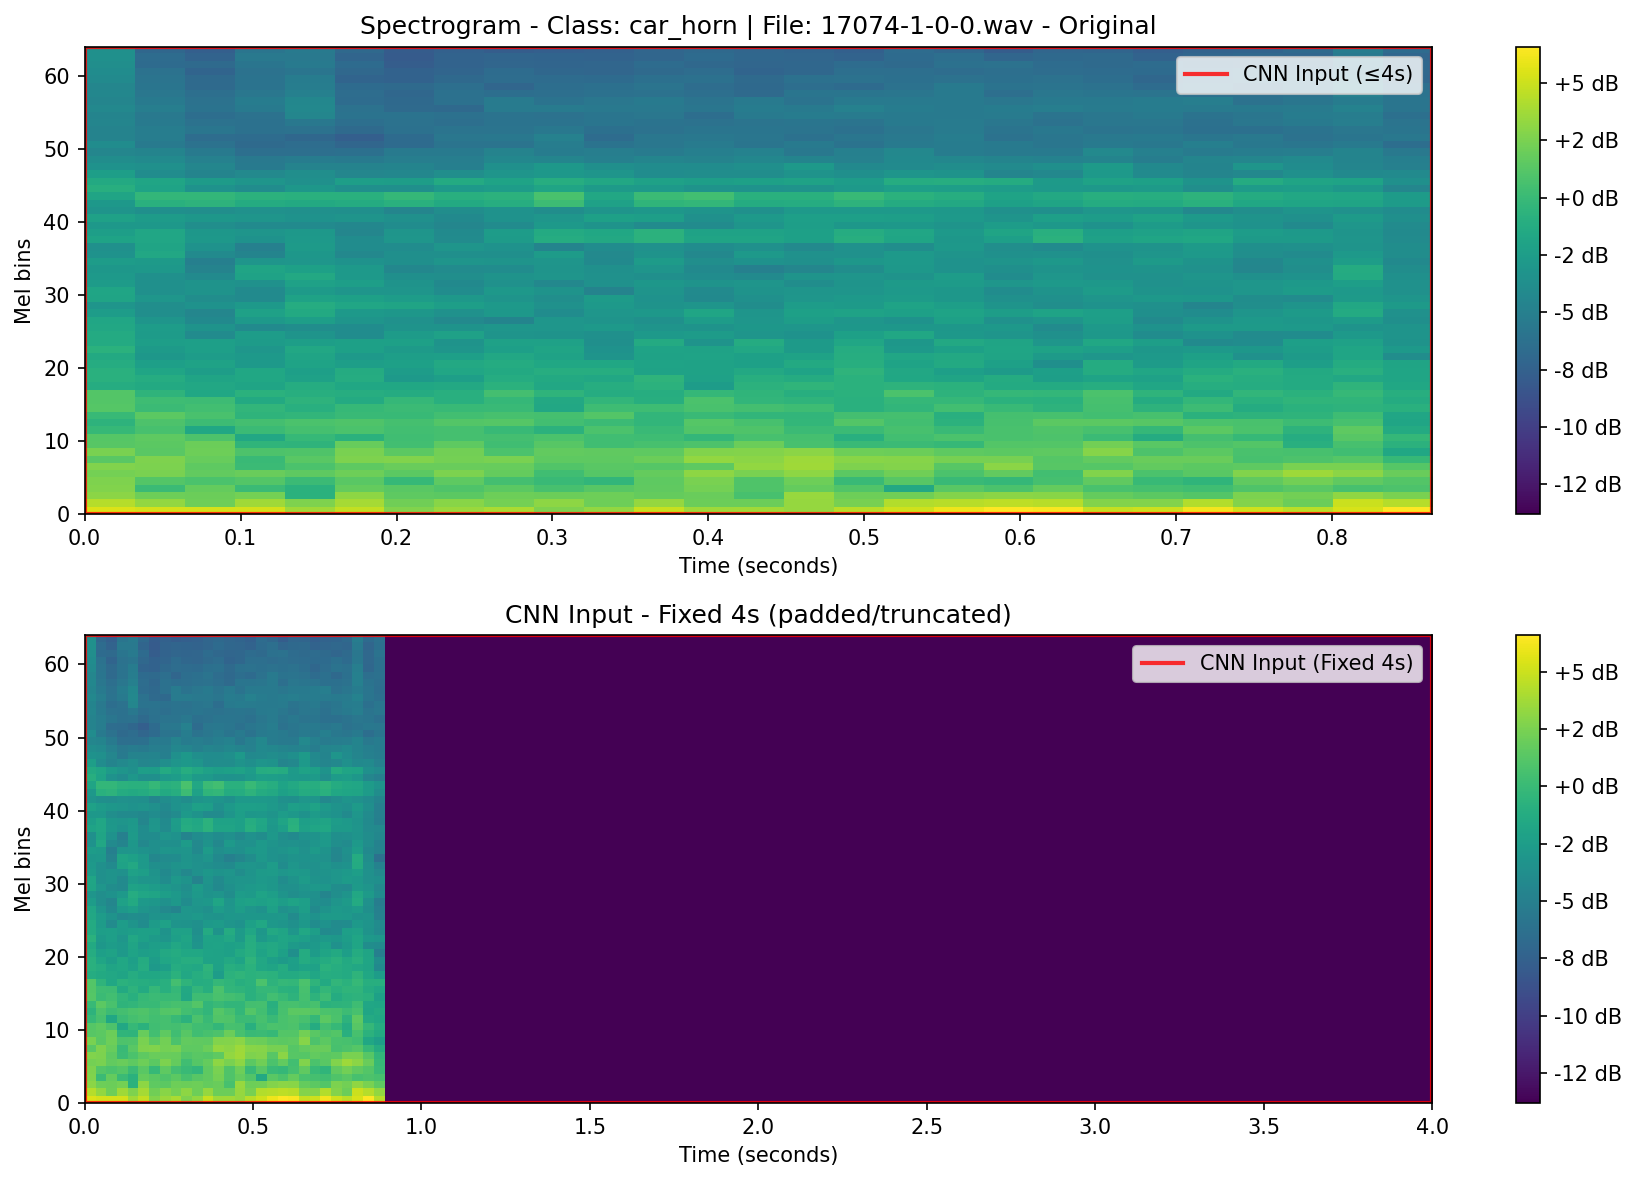 Spectrogram - Class: car_horn | File: 17074-1-0-0.wav - Original
CNN Input (≤4s)
Mel bins
60
50
40
30
20
10
0
0.0 0.1 0.2 0.3 0.4 0.5 0.6 0.7 0.8
Time (seconds)
+5 dB
+2 dB
+0 dB
-2 dB
-5 dB
-8 dB
-10 dB
-12 dB
CNN Input - Fixed 4s (padded/truncated)
CNN Input (Fixed 4s)
Mel bins
60
50
40
30
20
10
0
0.0 0.5 1.0 1.5 2.0 2.5 3.0 3.5 4.0
Time (seconds)
+5 dB
+2 dB
+0 dB
-2 dB
-5 dB
-8 dB
-10 dB
-12 dB